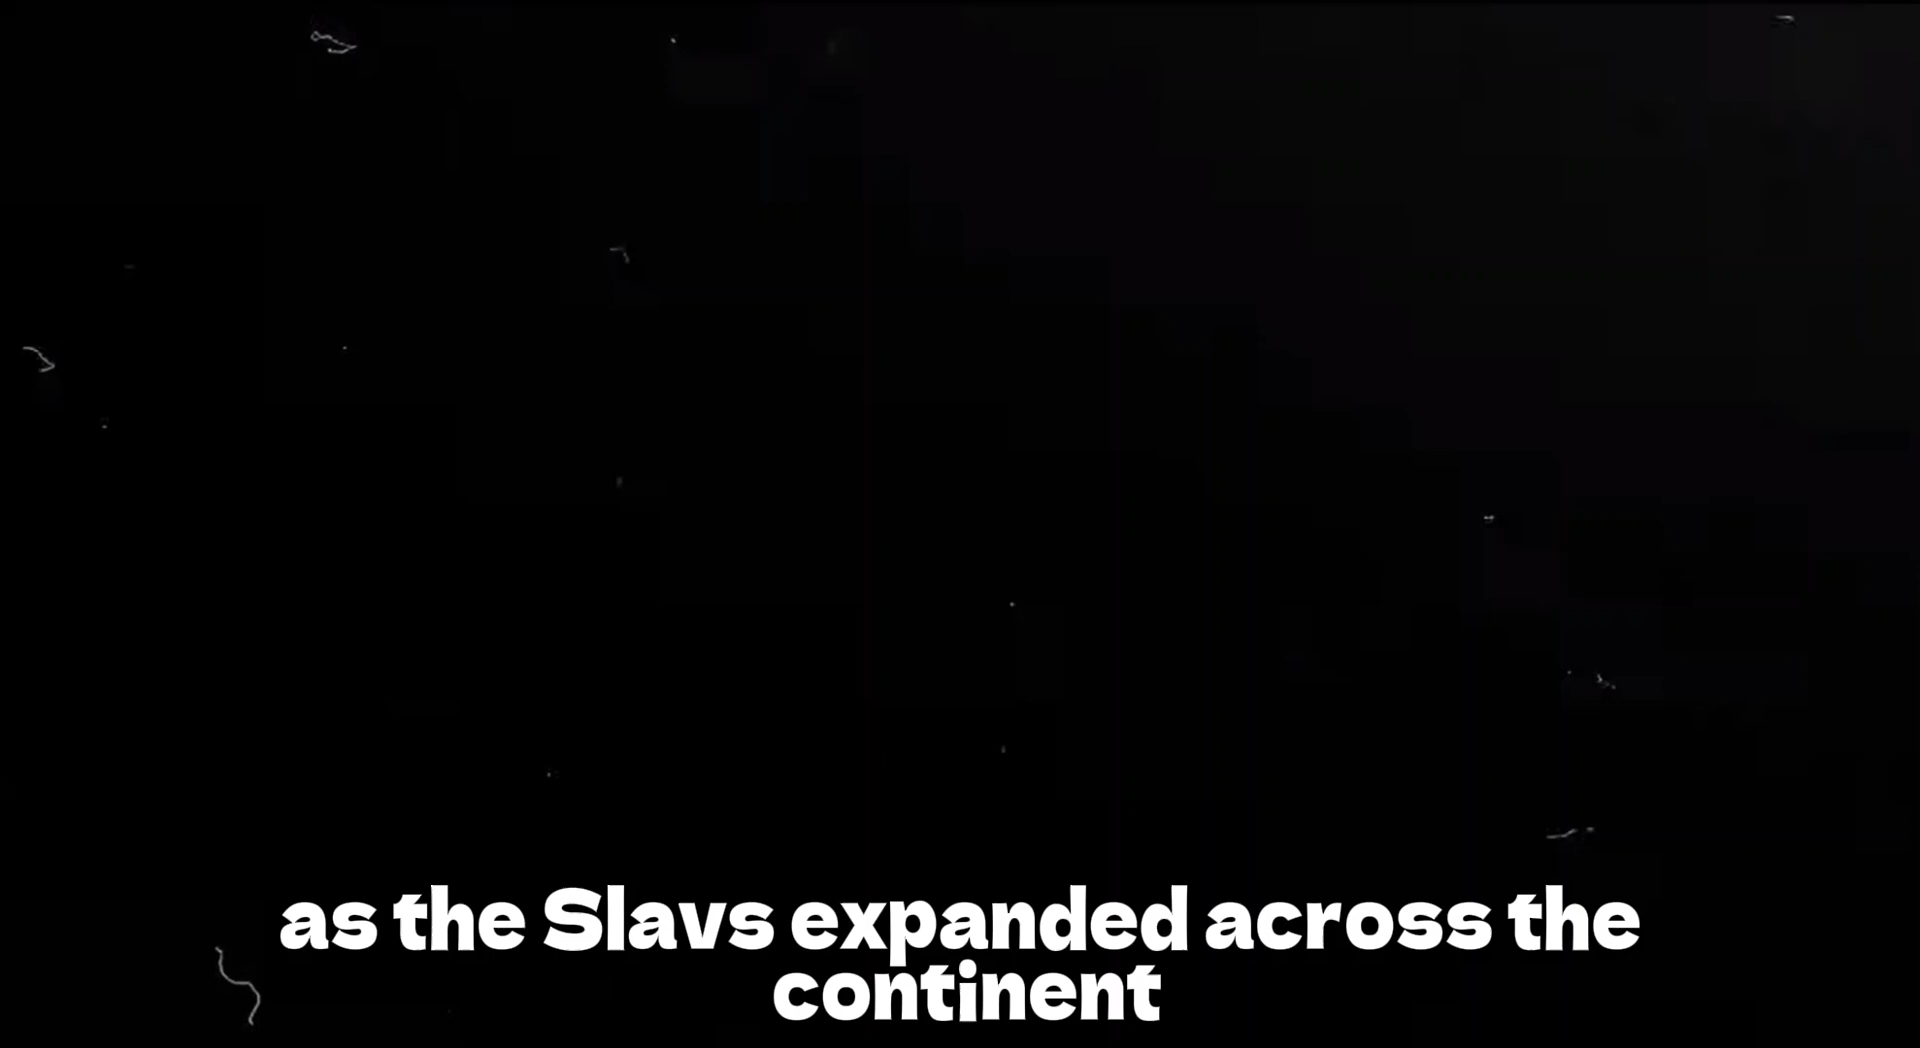 as the Slavs expanded across the
continent